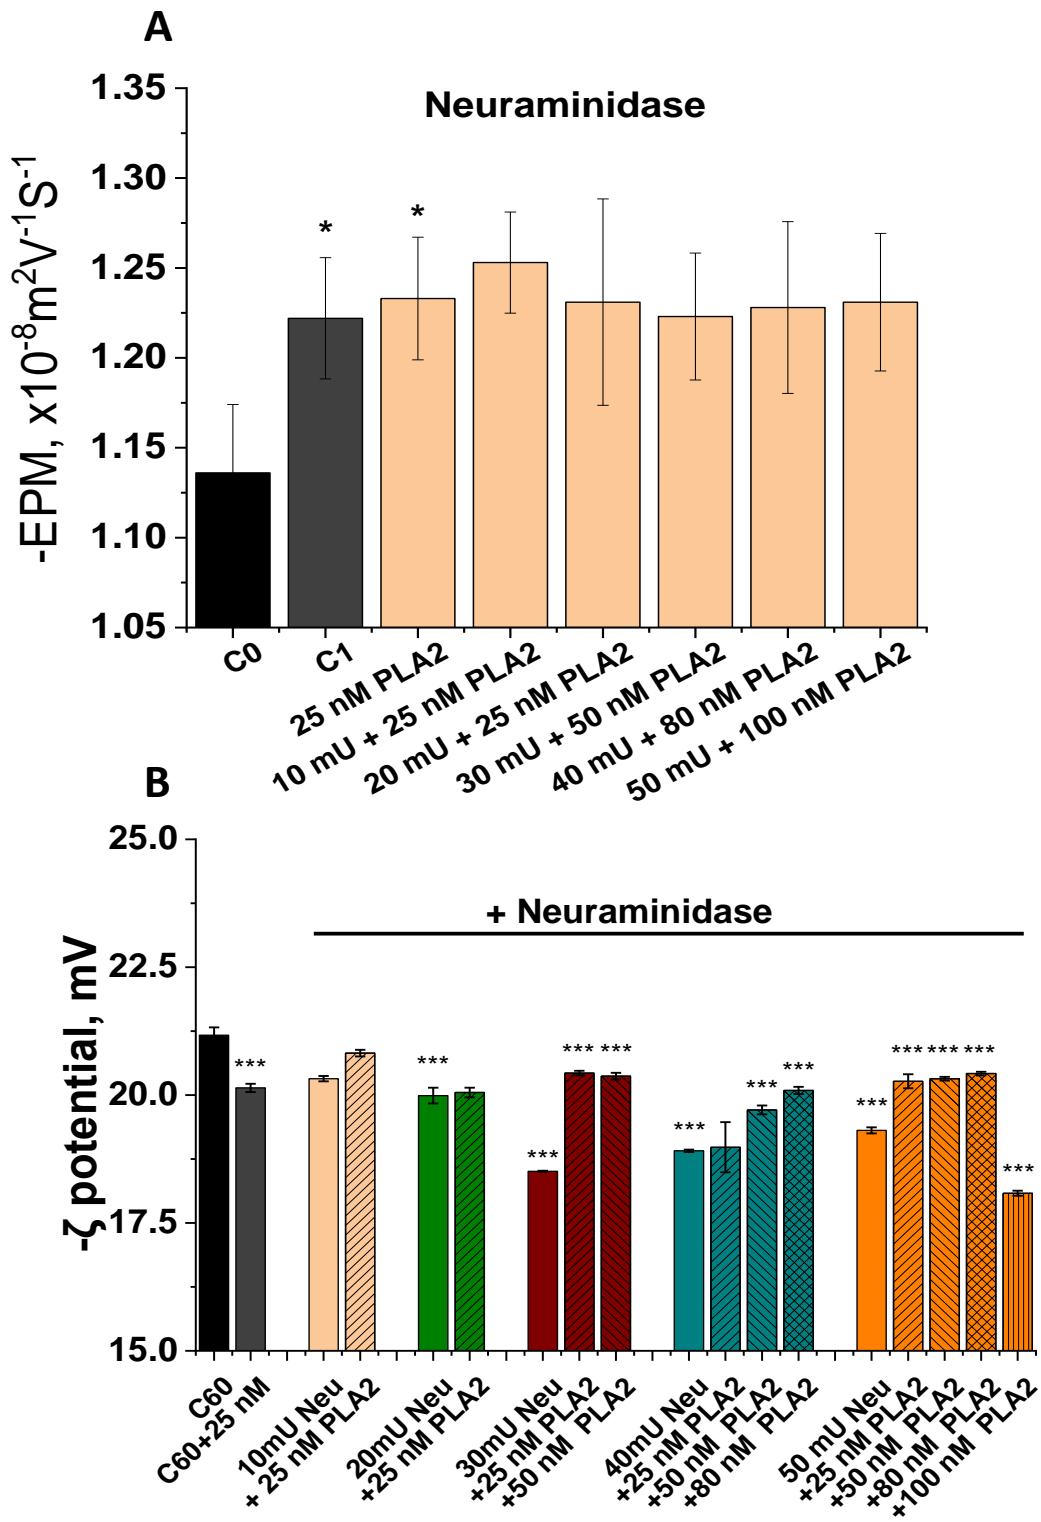 A
Neuraminidase
-EPM, x10-8m2V-1S-1
1.35
1.30
1.25
1.20
1.15
1.10
1.05
*
*
C0
C1
25 nM PLA2
10 mU + 25 nM PLA2
20 mU + 25 nM PLA2
30 mU + 50 nM PLA2
40 mU + 80 nM PLA2
50 mU + 100 nM PLA2
B
+ Neuraminidase
-ζ potential, mV
25.0
22.5
20.0
17.5
15.0
***
***
***
***
***
***
***
***
***
***
***
***
***
C60
C60+25 nM
10mU Neu
+ 25 nM PLA2
20mU Neu
+25 nM PLA2
30mU Neu
+25 nM PLA2
+50 nM PLA2
40mU Neu
+25 nM PLA2
+50 nM PLA2
+80 nM PLA2
50 mU Neu
+25 nM PLA2
+50 nM PLA2
+80 nM PLA2
+100 nM PLA2